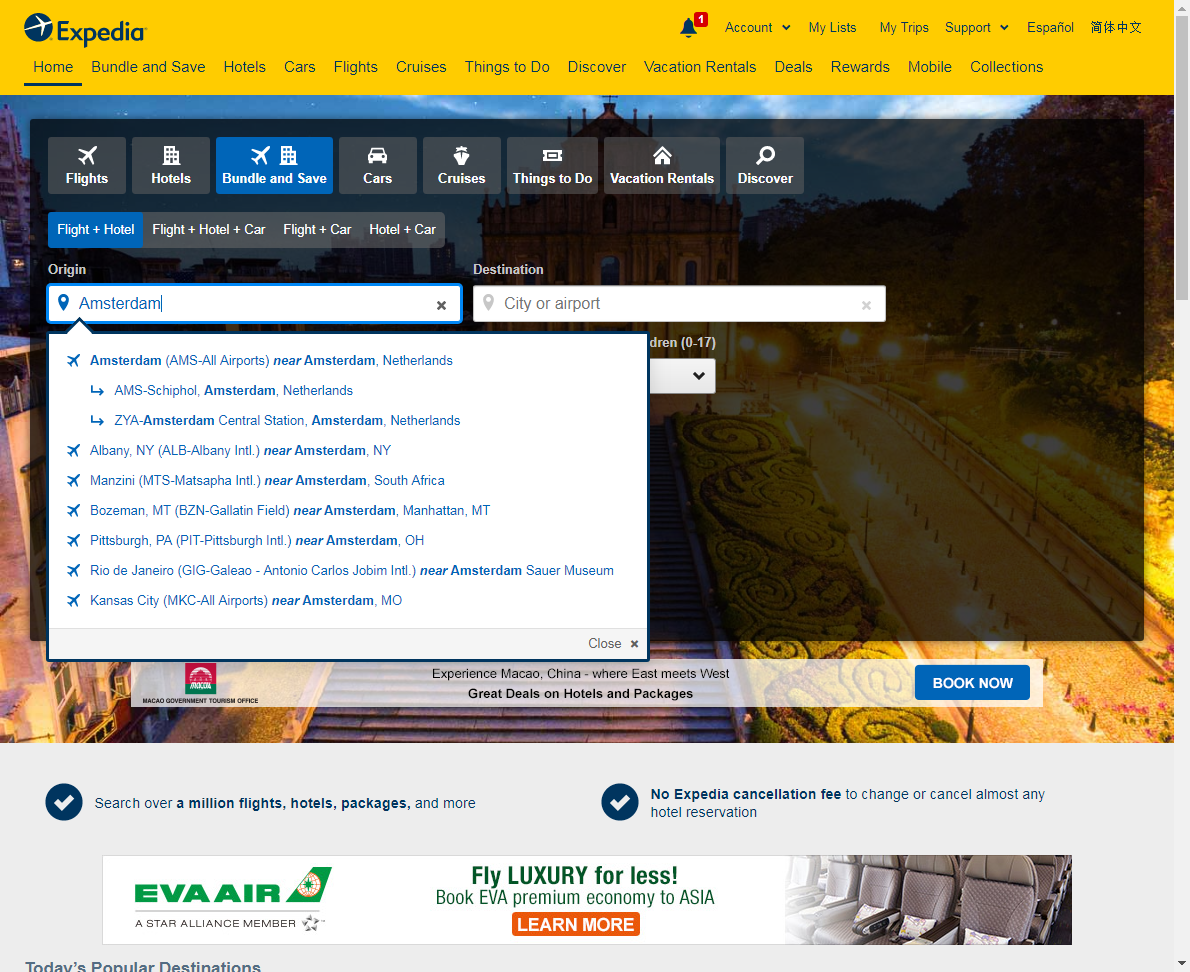 Expedia
1
Account
My Lists
My Trips
Support
Español
简体中文
Home
Bundle and Save
Hotels
Cars
Flights
Cruises
Things to Do
Discover
Vacation Rentals
Deals
Rewards
Mobile
Collections
Flights
Hotels
Bundle and Save
Cars
Cruises
Things to Do
Vacation Rentals
Discover
Flight + Hotel
Flight + Hotel + Car
Flight + Car
Hotel + Car
Origin
Destination
Amsterdam
City or airport
dren (0-17)
Amsterdam (AMS-All Airports) near Amsterdam, Netherlands
AMS-Schiphol, Amsterdam, Netherlands
ZYA-Amsterdam Central Station, Amsterdam, Netherlands
Albany, NY (ALB-Albany Intl.) near Amsterdam, NY
Manzini (MTS-Matsapha Intl.) near Amsterdam, South Africa
Bozeman, MT (BZN-Gallatin Field) near Amsterdam, Manhattan, MT
Pittsburgh, PA (PIT-Pittsburgh Intl.) near Amsterdam, OH
Rio de Janeiro (GIG-Galeao - Antonio Carlos Jobim Intl.) near Amsterdam Sauer Museum
Kansas City (MKC-All Airports) near Amsterdam, MO
Close
macau
MACAO GOVERNMENT TOURISM OFFICE
Experience Macao, China - where East meets West
Great Deals on Hotels and Packages
BOOK NOW
Search over a million flights, hotels, packages, and more
No Expedia cancellation fee to change or cancel almost any
hotel reservation
EVA AIR
A STAR ALLIANCE MEMBER
Fly LUXURY for less!
Book EVA premium economy to ASIA
LEARN MORE
Today's Popular Destinations